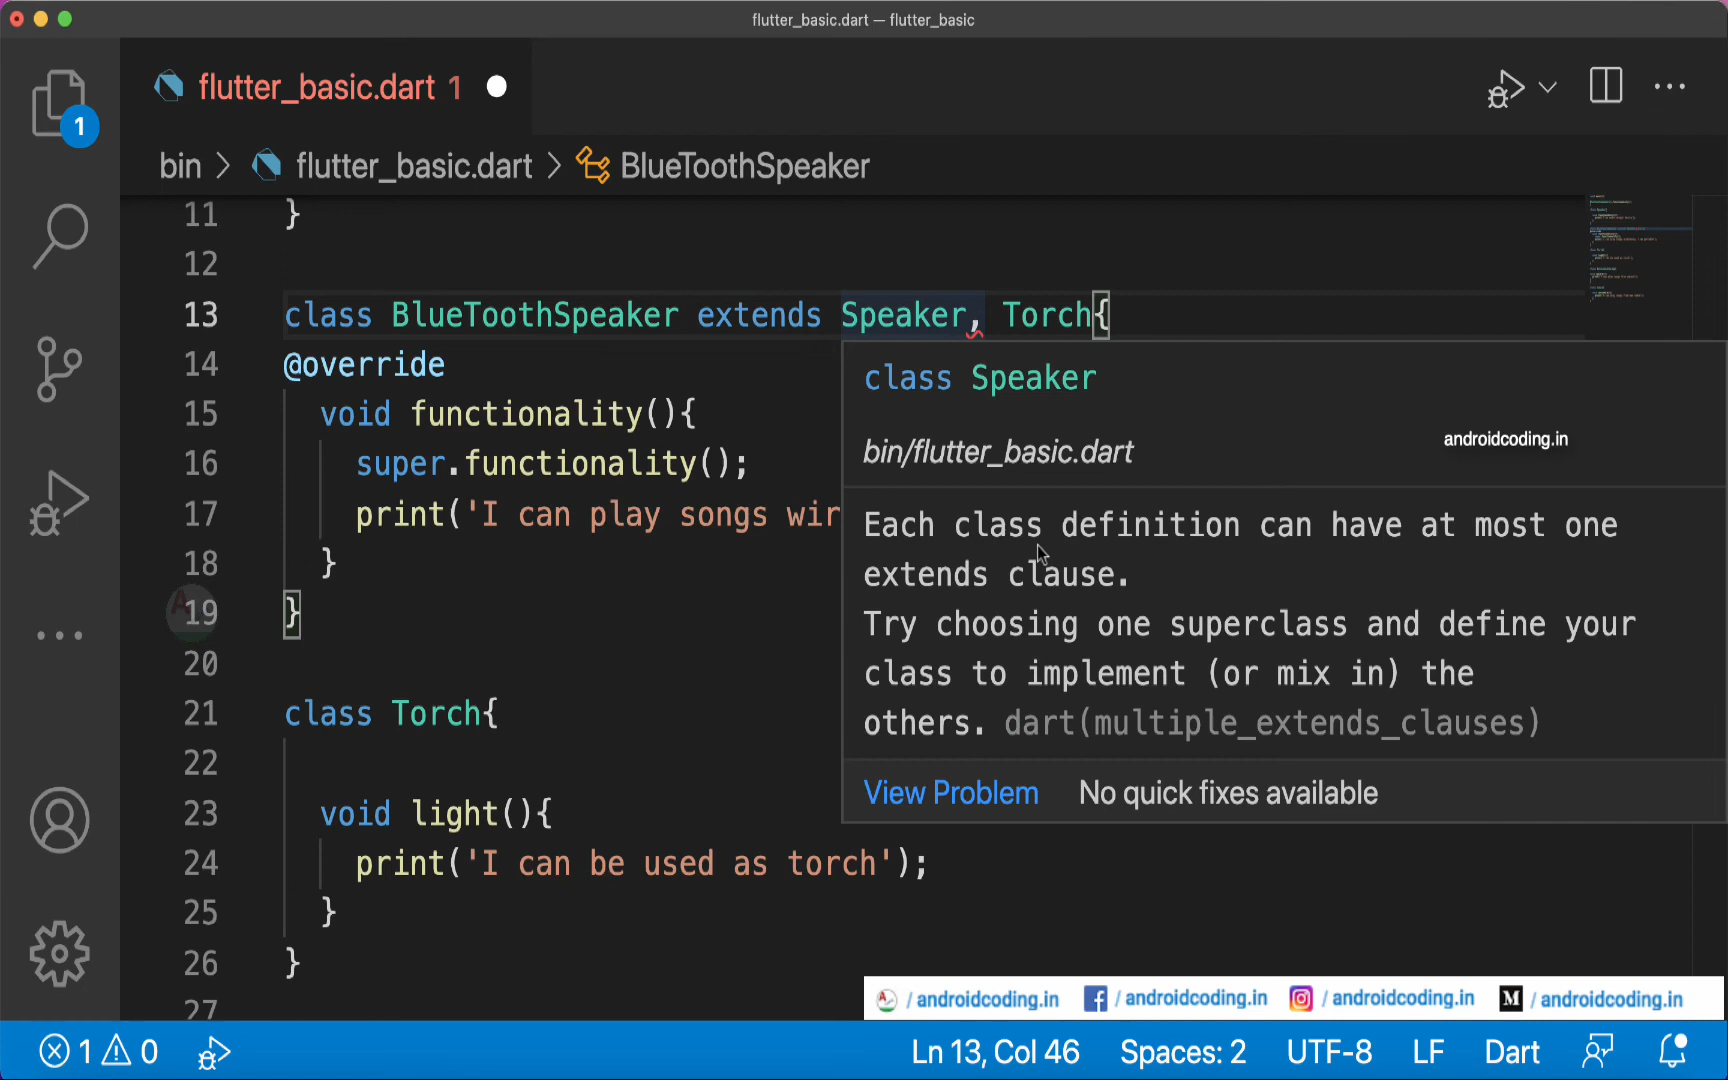 flutter_basic.dart — flutter_basic
flutter_basic.dart 1
1
bin > flutter_basic.dart > BlueToothSpeaker
11 }
12
13 class BlueToothSpeaker extends Speaker, Torch{
14 @override
15 void functionality(){
16 super.functionality();
17 print('I can play songs wir
18 }
19 }
20
21 class Torch{
22
23 void light(){
24 print('I can be used as torch');
25 }
26 }
27
class Speaker
bin/flutter_basic.dart
androidcoding.in
Each class definition can have at most one
extends clause.
Try choosing one superclass and define your
class to implement (or mix in) the
others. dart(multiple_extends_clauses)
View Problem No quick fixes available
/ androidcoding.in / androidcoding.in / androidcoding.in M / androidcoding.in
1 0 Ln 13, Col 46 Spaces: 2 UTF-8 LF Dart